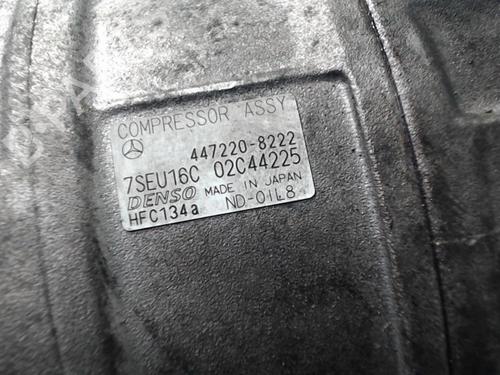 COMPRESSOR ASSY
447220-8222
7SEU16C 02C44225
DENSO MADE IN JAPAN
HFC134a ND-OIL8